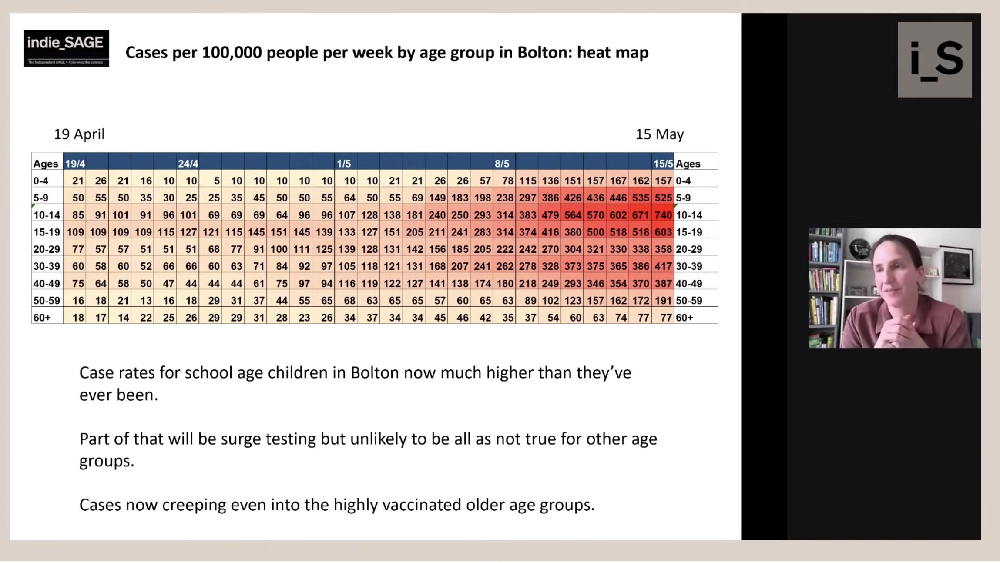 indie_SAGE
The Independent SAGE • Following the science
Cases per 100,000 people per week by age group in Bolton: heat map
i_S
19 April 15 May
Ages 19/4 24/4 1/5 8/5 15/5 Ages
0-4 21 26 21 16 10 10 5 10 10 10 10 10 10 10 21 21 26 26 57 78 115 136 151 157 167 162 157 0-4
5-9 50 55 50 35 30 25 25 35 45 50 50 55 64 50 55 69 149 183 198 238 297 386 426 436 446 535 525 5-9
10-14 85 91 101 91 96 101 69 69 69 64 96 96 107 128 138 181 240 250 293 314 383 479 564 570 602 671 740 10-14
15-19 109 109 109 109 115 127 121 115 145 151 145 139 133 127 151 205 211 241 283 314 374 416 380 500 518 518 603 15-19
20-29 77 57 57 51 51 51 68 77 91 100 111 125 139 128 131 142 156 185 205 222 242 270 304 321 330 338 358 20-29
30-39 60 58 60 52 66 66 60 63 71 84 92 97 105 118 121 131 168 207 241 262 278 328 373 375 365 386 417 30-39
40-49 75 64 58 50 47 44 44 44 61 75 97 94 116 119 122 127 141 138 174 180 218 249 293 346 354 370 387 40-49
50-59 16 18 21 13 16 18 29 31 37 44 55 65 68 63 65 65 57 60 65 63 89 102 123 157 162 172 191 50-59
60+ 18 17 14 22 25 26 29 29 31 28 23 26 34 37 34 34 45 46 42 35 37 54 60 63 74 77 77 60+
Case rates for school age children in Bolton now much higher than they’ve
ever been.
Part of that will be surge testing but unlikely to be all as not true for other age
groups.
Cases now creeping even into the highly vaccinated older age groups.